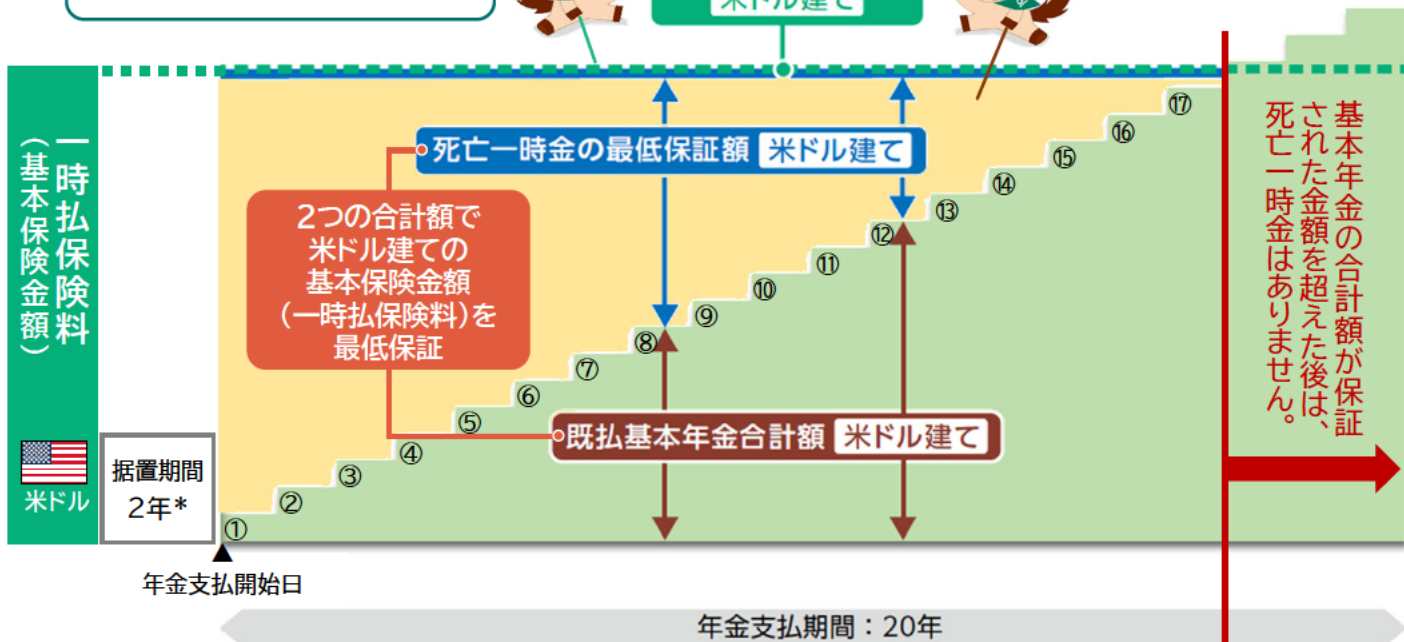 米ドル建て
一時払保険料
（基本保険金額）
米ドル
据置期間
2年*
死亡一時金の最低保証額 米ドル建て
2つの合計額で
米ドル建ての
基本保険金額
（一時払保険料）を
最低保証
既払基本年金合計額 米ドル建て
①
②
③
④
⑤
⑥
⑦
⑧
⑨
⑩
⑪
⑫
⑬
⑭
⑮
⑯
⑰
基本年金の合計額が保証
された金額を超えた後は、
死亡一時金はありません。
▲
年金支払開始日
年金支払期間：20年